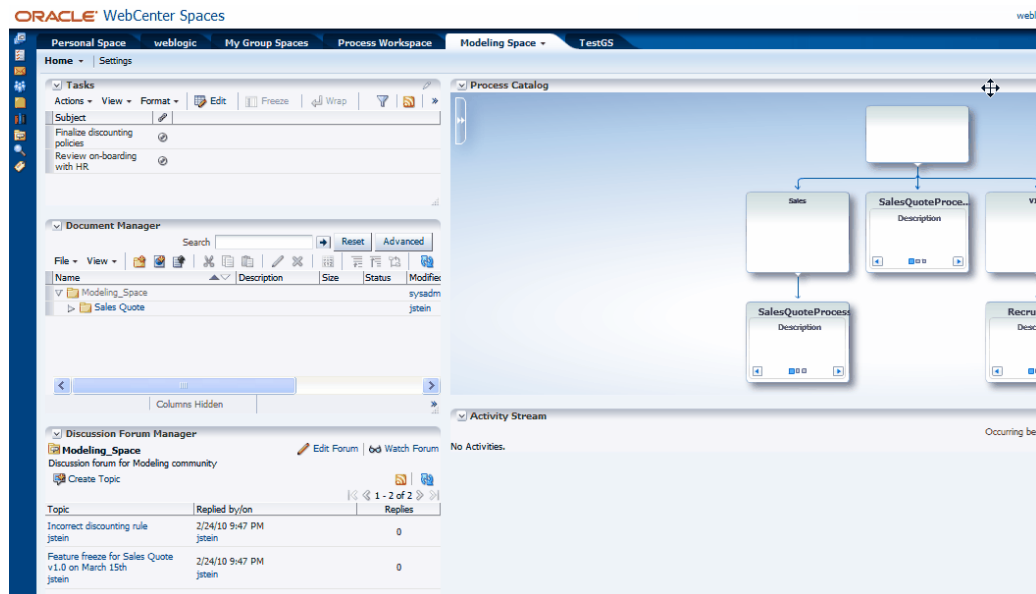 ORACLE WebCenter Spaces
Personal Space weblogic My Group Spaces Process Workspace Modeling Space TestGS
Home Settings
Tasks
Actions View Format Edit Freeze Wrap »
Subject
Finalize discounting
policies
Review on-boarding
with HR
Document Manager
Search Reset Advanced
File View
Name Description Size Status Modified
Modeling_Space sysadm
Sales Quote jstein
Columns Hidden »
Discussion Forum Manager
Modeling_Space Edit Forum Watch Forum
Discussion forum for Modeling community
Create Topic
1 - 2 of 2
Topic Replied by/on Replies
Incorrect discounting rule 2/24/10 9:47 PM 0
jstein jstein
Feature freeze for Sales Quote
v1.0 on March 15th 2/24/10 9:47 PM 0
jstein jstein
Process Catalog
Sales
SalesQuoteProce...
Description
SalesQuoteProcess
Description
Recru
Desc
Activity Stream
Occurring be
No Activities.